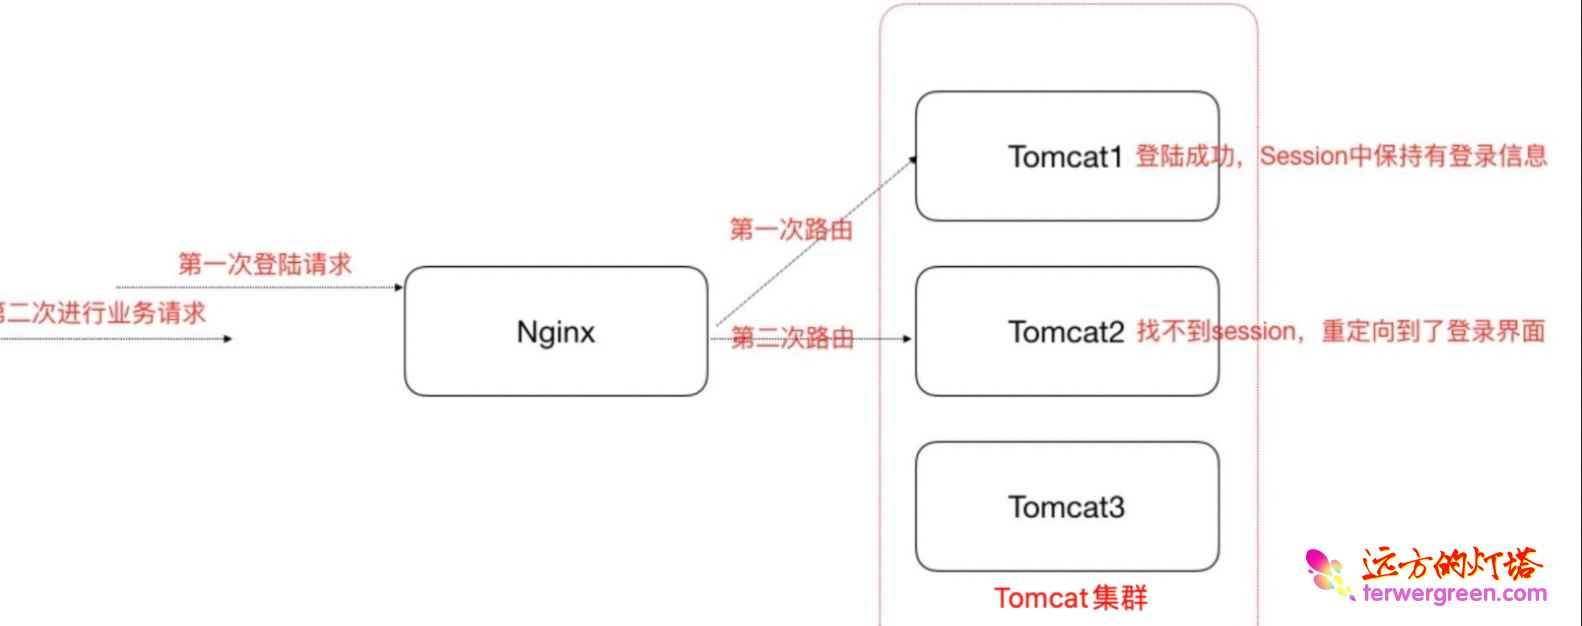 第一次登陆请求
第二次进行业务请求
Nginx
第一次路由
第二次路由
Tomcat1 登陆成功，Session中保持有登录信息
Tomcat2 找不到session，重定向到了登录界面
Tomcat3
Tomcat集群
远方的灯塔
terwergreen.com